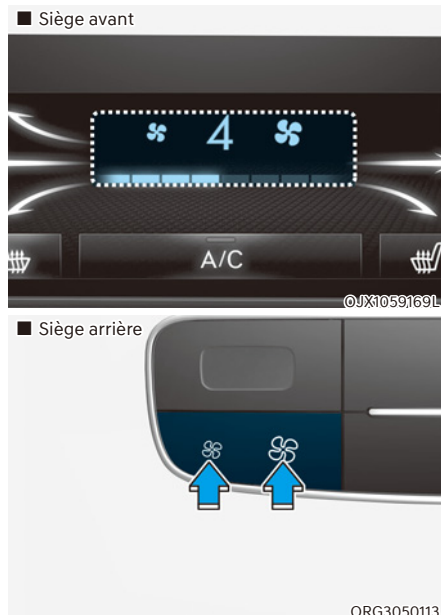 ■ Siège avant
4
A/C
OJX1059169L
■ Siège arrière
ORG3050113